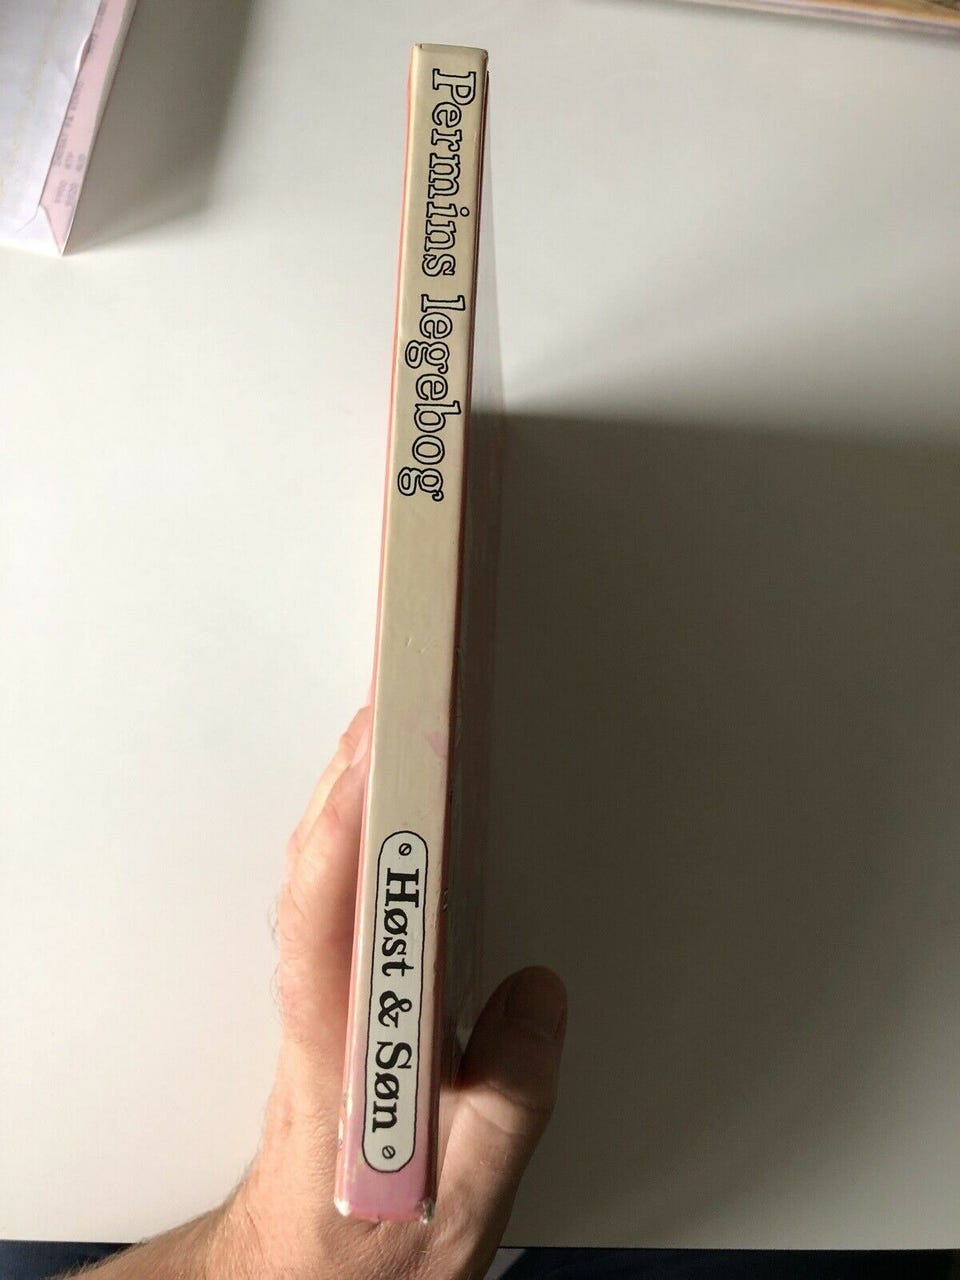 Permins legebog
Høst & Søn